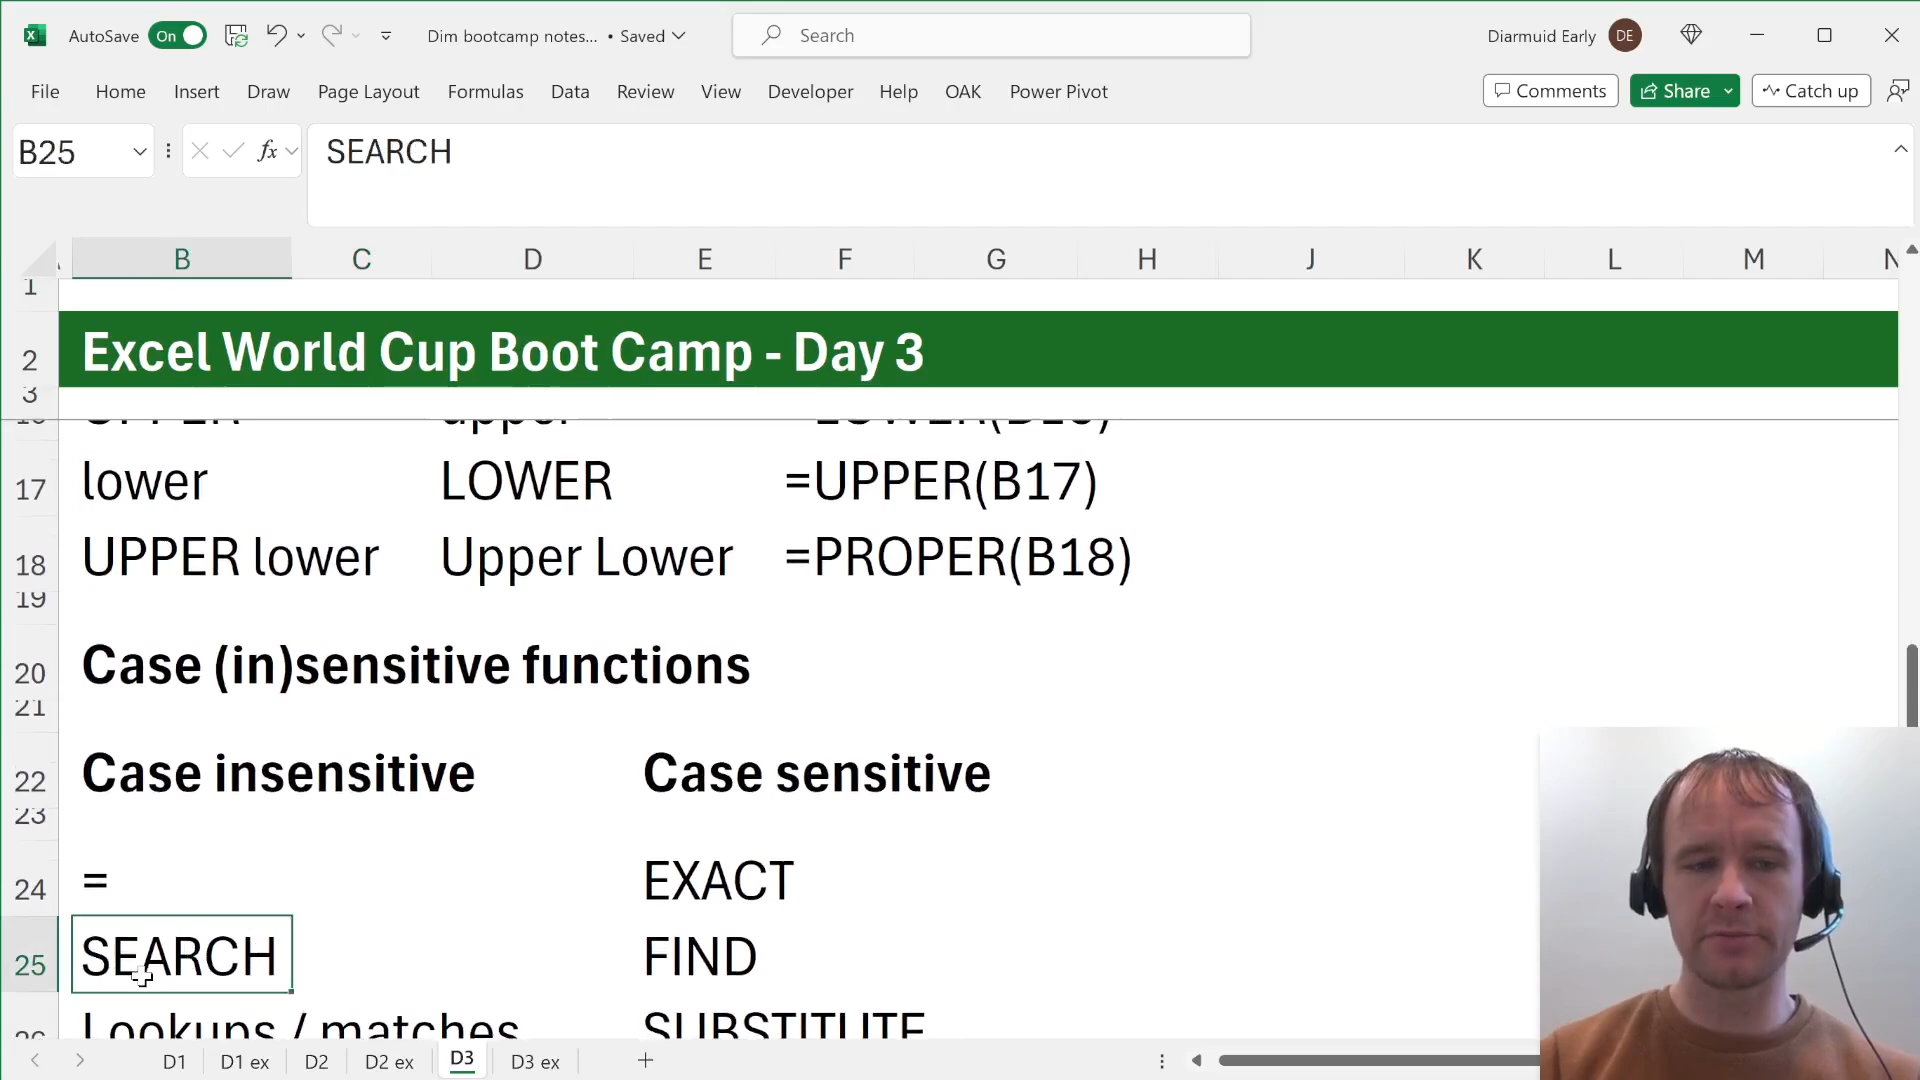 AutoSave On Dim bootcamp notes... • Saved Search Diarmuid Early DE
File Home Insert Draw Page Layout Formulas Data Review View Developer Help OAK Power Pivot Comments Share Catch up
B25 fx SEARCH
B C D E F G H J K L M N
1
2 Excel World Cup Boot Camp - Day 3
3
17 lower LOWER =UPPER(B17)
18 UPPER lower Upper Lower =PROPER(B18)
19
20 Case (in)sensitive functions
21
22 Case insensitive Case sensitive
23
24 = EXACT
25 SEARCH FIND
Lookups / matches SUBSTITUTE
D1 D1 ex D2 D2 ex D3 D3 ex